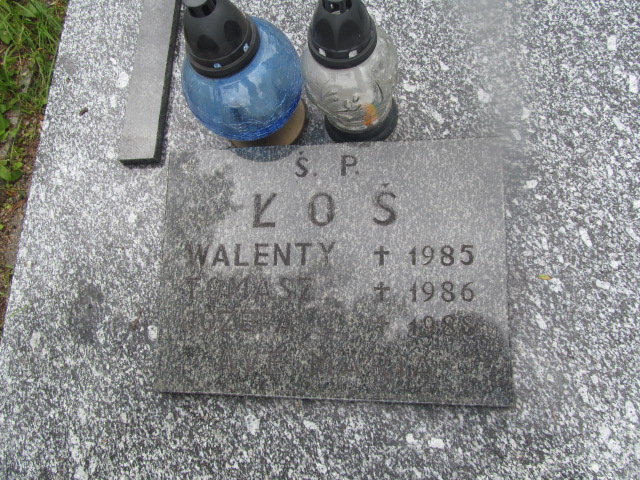 Ś. P.
ŁOŚ
WALENTY † 1985
TOMASZ † 1986
†